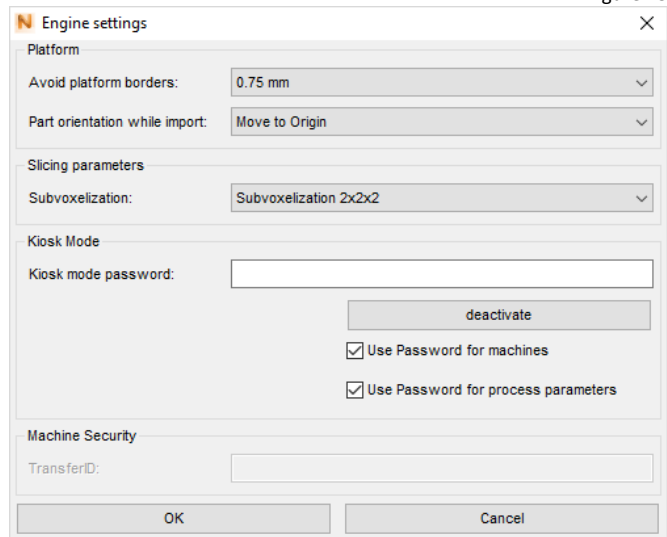 Engine settings
Platform
Avoid platform borders: 0.75 mm
Part orientation while import: Move to Origin
Slicing parameters
Subvoxelization: Subvoxelization 2x2x2
Kiosk Mode
Kiosk mode password:
deactivate
Use Password for machines
Use Password for process parameters
Machine Security
TransferID:
OK Cancel